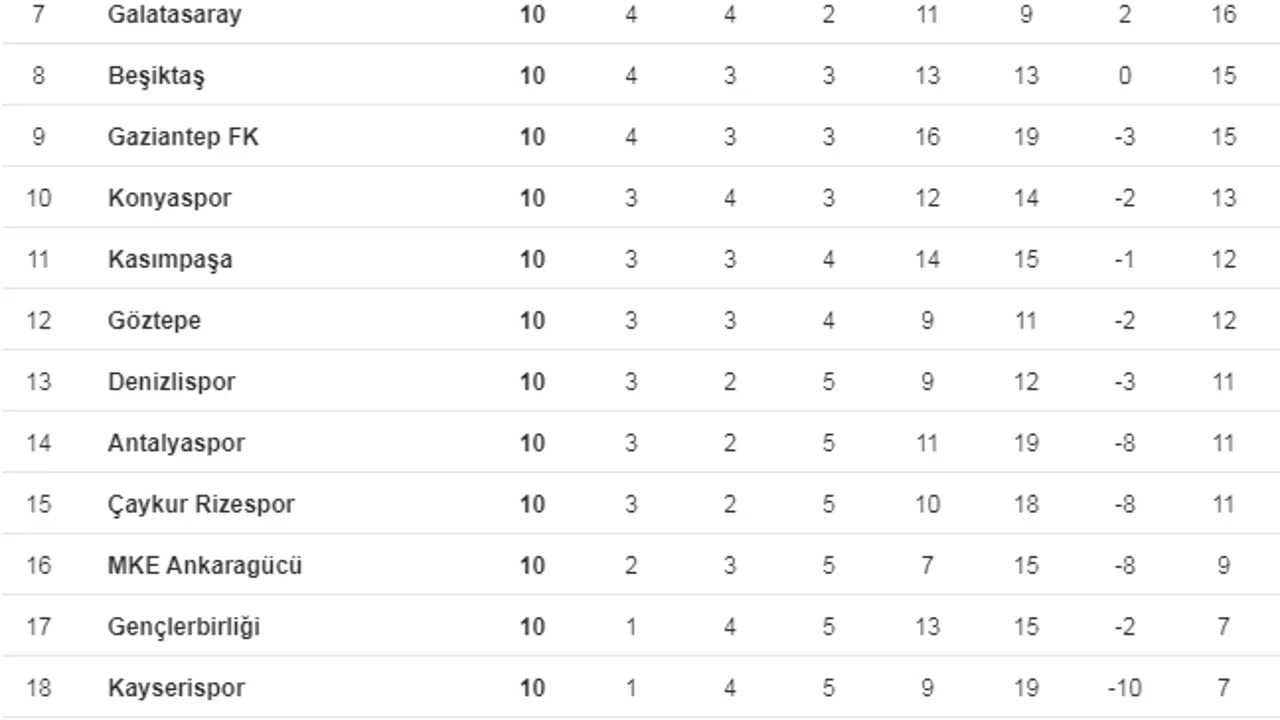 7 Galatasaray 10 4 4 2 11 9 2 16
8 Beşiktaş 10 4 3 3 13 13 0 15
9 Gaziantep FK 10 4 3 3 16 19 -3 15
10 Konyaspor 10 3 4 3 12 14 -2 13
11 Kasımpaşa 10 3 3 4 14 15 -1 12
12 Göztepe 10 3 3 4 9 11 -2 12
13 Denizlispor 10 3 2 5 9 12 -3 11
14 Antalyaspor 10 3 2 5 11 19 -8 11
15 Çaykur Rizespor 10 3 2 5 10 18 -8 11
16 MKE Ankaragücü 10 2 3 5 7 15 -8 9
17 Gençlerbirliği 10 1 4 5 13 15 -2 7
18 Kayserispor 10 1 4 5 9 19 -10 7